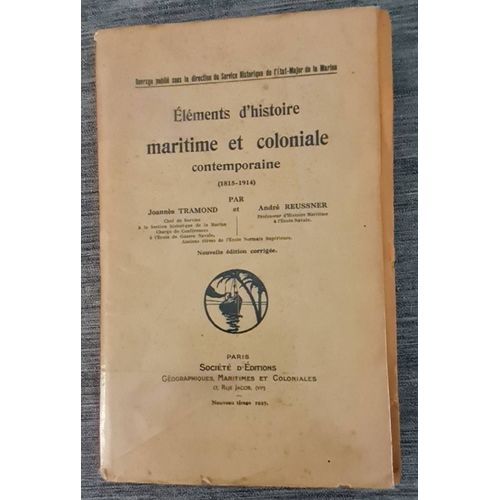 Ouvrage publié sous la direction du Service Historique de l'État-Major de la Marine
Éléments d'histoire
maritime et coloniale
contemporaine
(1815-1914)
PAR
Joannès TRAMOND et André REUSSNER
Chef de Service
à la Section historique de la Marine
Chargé de Conférences
à l'École de Guerre Navale,
Professeur d'Histoire Maritime
à l'École Navale,
Anciens élèves de l'École Normale Supérieure.
Nouvelle édition corrigée.
PARIS
SOCIÉTÉ D'ÉDITIONS
GÉOGRAPHIQUES, MARITIMES ET COLONIALES
17, RUE JACOB, (VIᵉ)
Nouveau tirage 1927.